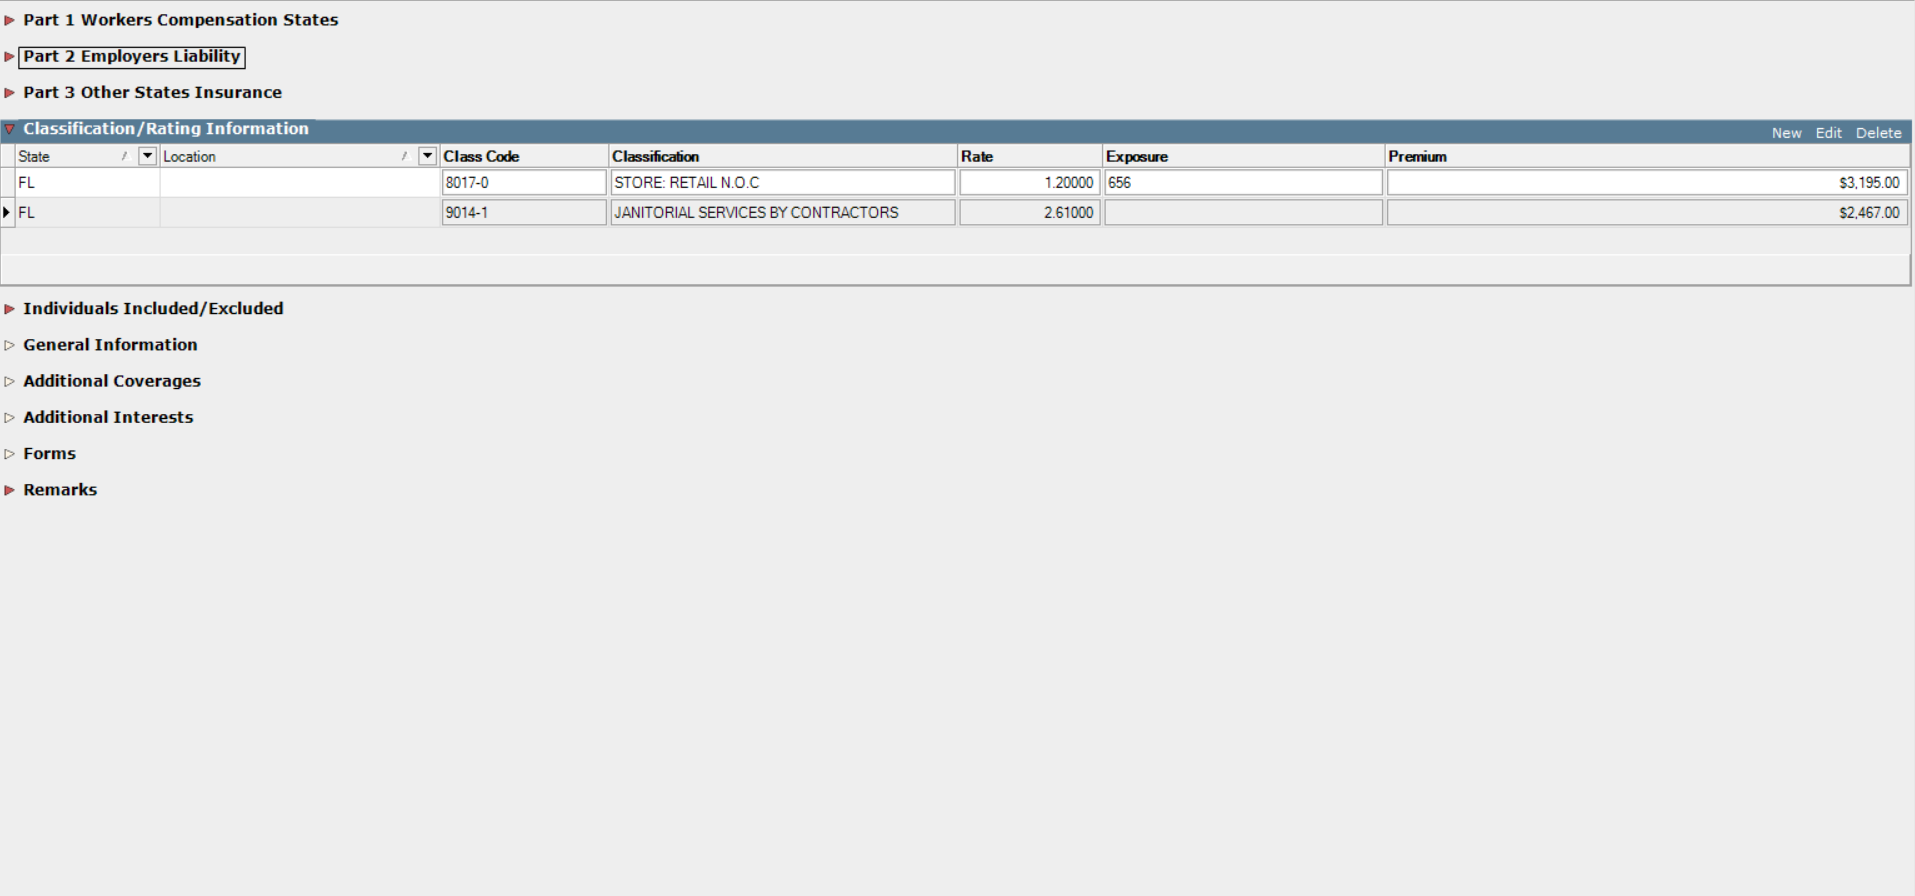 Part 1 Workers Compensation States
Part 2 Employers Liability
Part 3 Other States Insurance
Classification/Rating Information New Edit Delete
State Location Class Code Classification Rate Exposure Premium
FL 8017-0 STORE: RETAIL N.O.C 1.20000 656 $3,195.00
FL 9014-1 JANITORIAL SERVICES BY CONTRACTORS 2.61000 $2,467.00
Individuals Included/Excluded
General Information
Additional Coverages
Additional Interests
Forms
Remarks